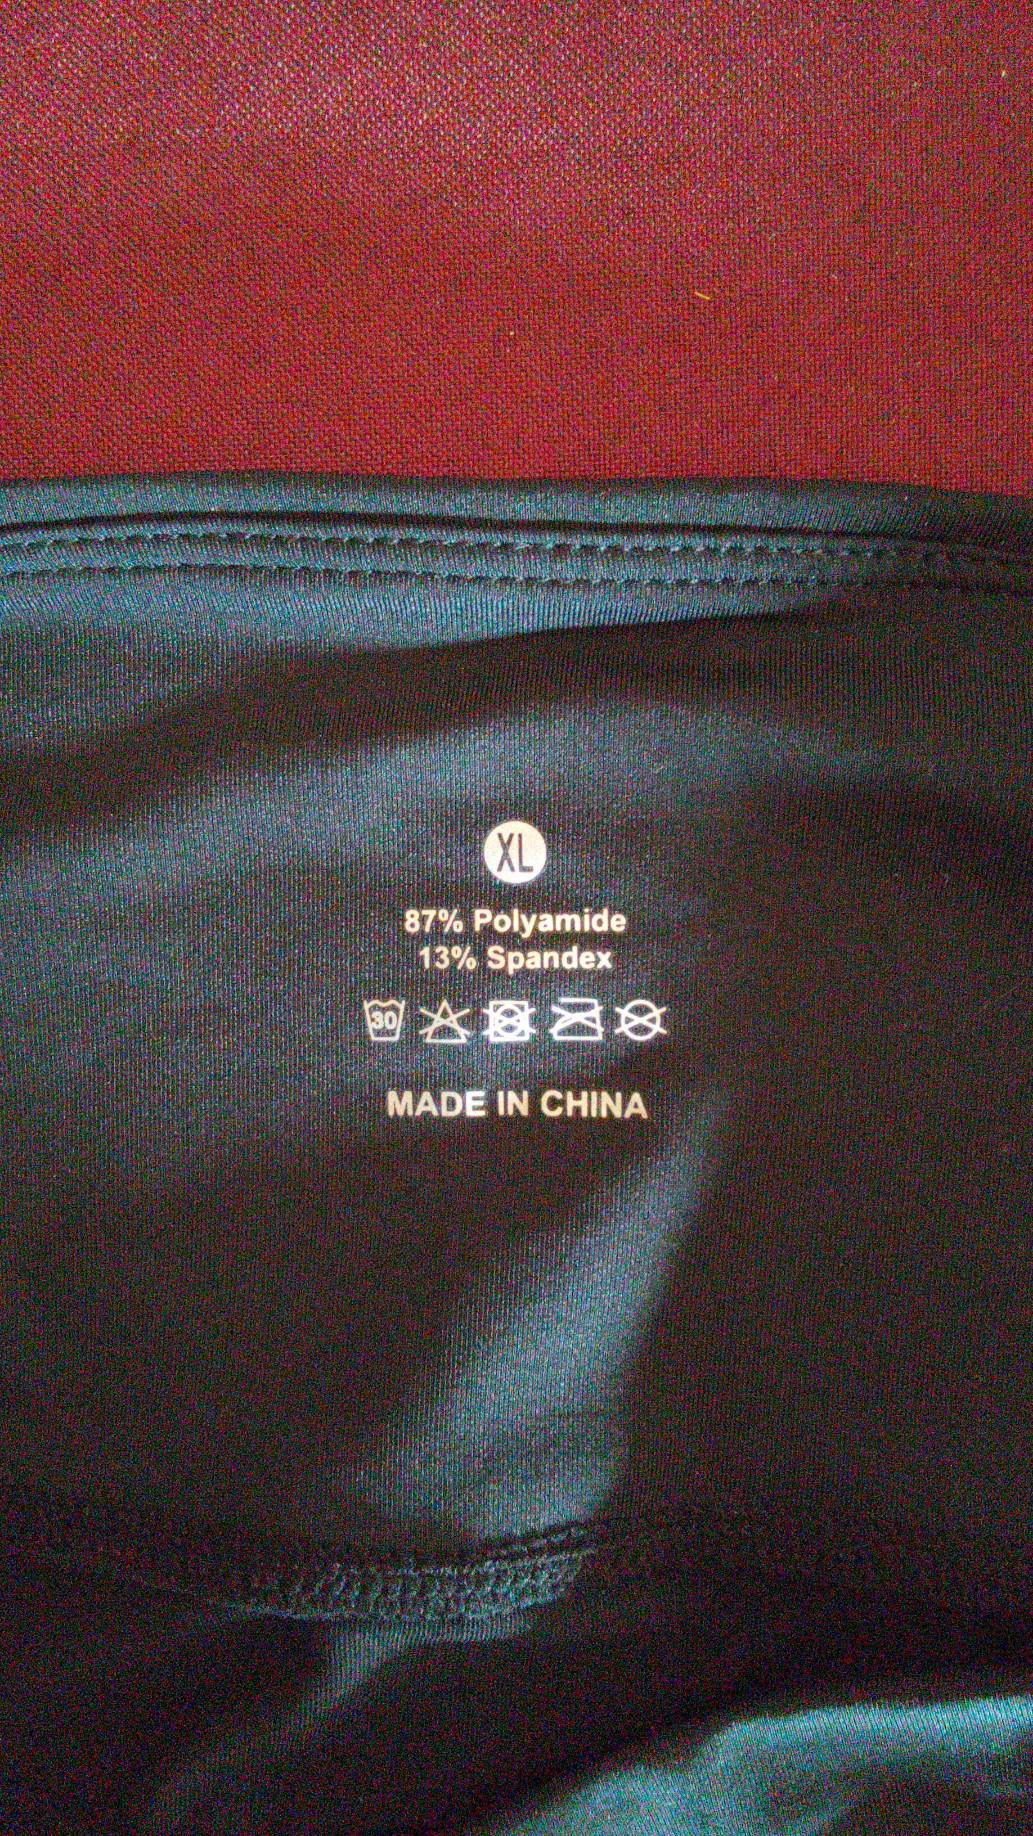 XL
87% Polyamide
13% Spandex
30
MADE IN CHINA